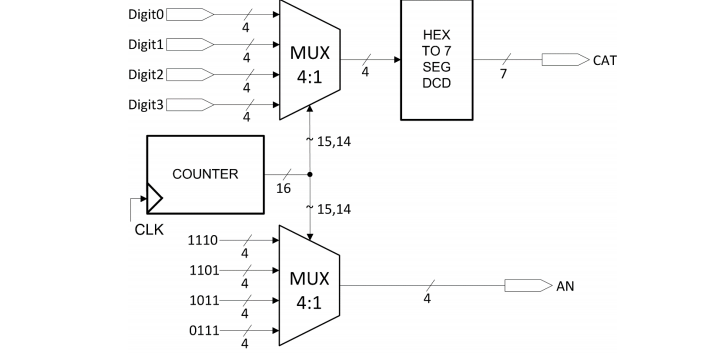 Digit0
4
Digit1
4
Digit2
4
Digit3
4
MUX
4:1
4
HEX
TO 7
SEG
DCD
7
CAT
~ 15,14
COUNTER
16
CLK
~ 15,14
1110
4
1101
4
1011
4
0111
4
MUX
4:1
4
AN